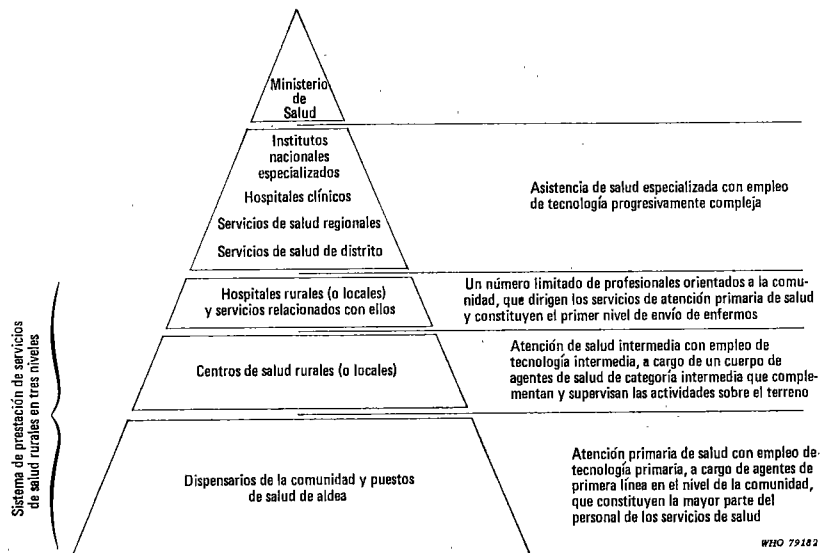 Ministerio
de
Salud
Institutos
nacionales
especializados
Hospitales clínicos
Servicios de salud regionales
Servicios de salud de distrito
Asistencia de salud especializada con empleo
de tecnología progresivamente compleja
Hospitales rurales (o locales)
y servicios relacionados con ellos
Un número limitado de profesionales orientados a la comu-
nidad, que dirigen los servicios de atención primaria de salud
y constituyen el primer nivel de envío de enfermos
Centros de salud rurales (o locales)
Atención de salud intermedia con empleo de
tecnología intermedia, a cargo de un cuerpo de
agentes de salud de categoría intermedia que comple-
mentan y supervisan las actividades sobre el terreno
Dispensarios de la comunidad y puestos
de salud de aldea
Atención primaria de salud con empleo de
tecnología primaria, a cargo de agentes de
primera línea en el nivel de la comunidad,
que constituyen la mayor parte del
personal de los servicios de salud
Sistema de prestación de servicios
de salud rurales en tres niveles
WHO 79182